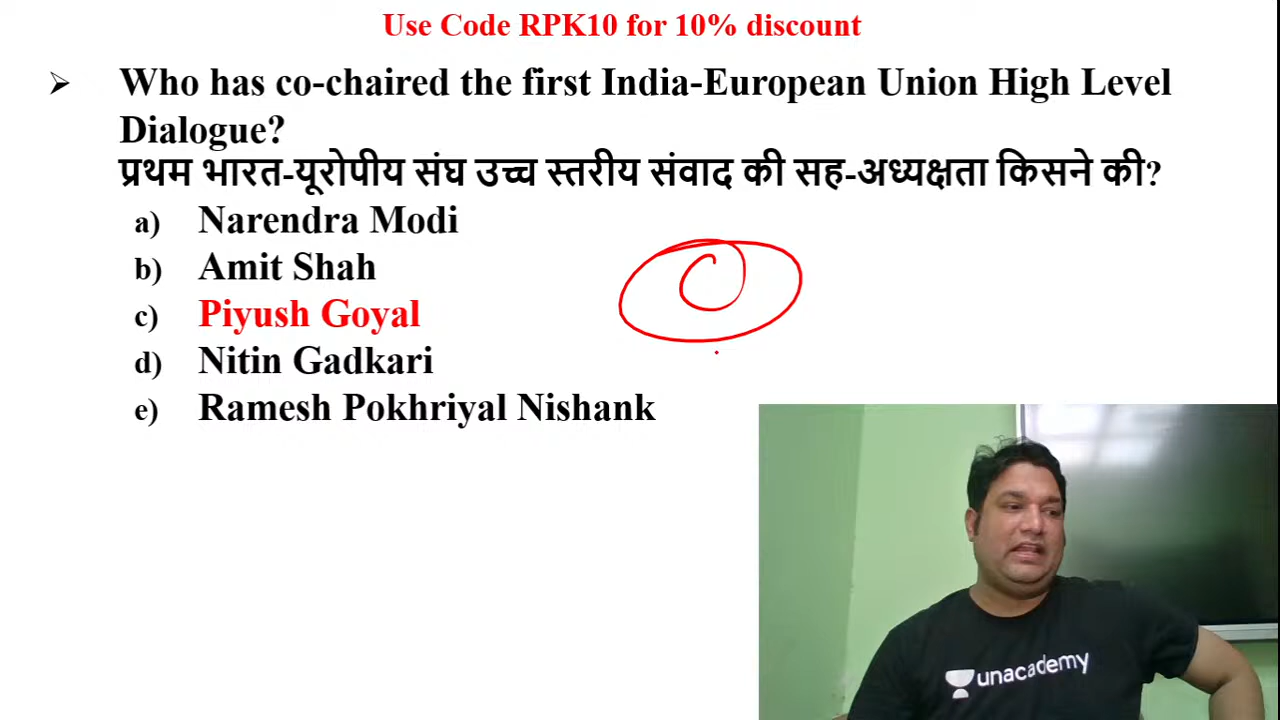 Use Code RPK10 for 10% discount
➢ Who has co-chaired the first India-European Union High Level
Dialogue?
प्रथम भारत-यूरोपीय संघ उच्च स्तरीय संवाद की सह-अध्यक्षता किसने की?
a) Narendra Modi
b) Amit Shah
c) Piyush Goyal
d) Nitin Gadkari
e) Ramesh Pokhriyal Nishank
unacademy